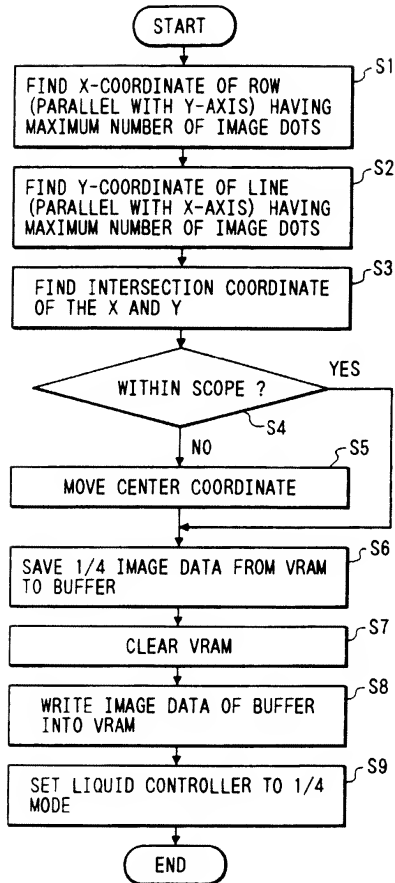 START
S1
FIND X-COORDINATE OF ROW
(PARALLEL WITH Y-AXIS) HAVING
MAXIMUM NUMBER OF IMAGE DOTS
S2
FIND Y-COORDINATE OF LINE
(PARALLEL WITH X-AXIS) HAVING
MAXIMUM NUMBER OF IMAGE DOTS
S3
FIND INTERSECTION COORDINATE
OF THE X AND Y
WITHIN SCOPE ?
YES
S4
NO
S5
MOVE CENTER COORDINATE
S6
SAVE 1/4 IMAGE DATA FROM VRAM
TO BUFFER
S7
CLEAR VRAM
S8
WRITE IMAGE DATA OF BUFFER
INTO VRAM
S9
SET LIQUID CONTROLLER TO 1/4
MODE
END